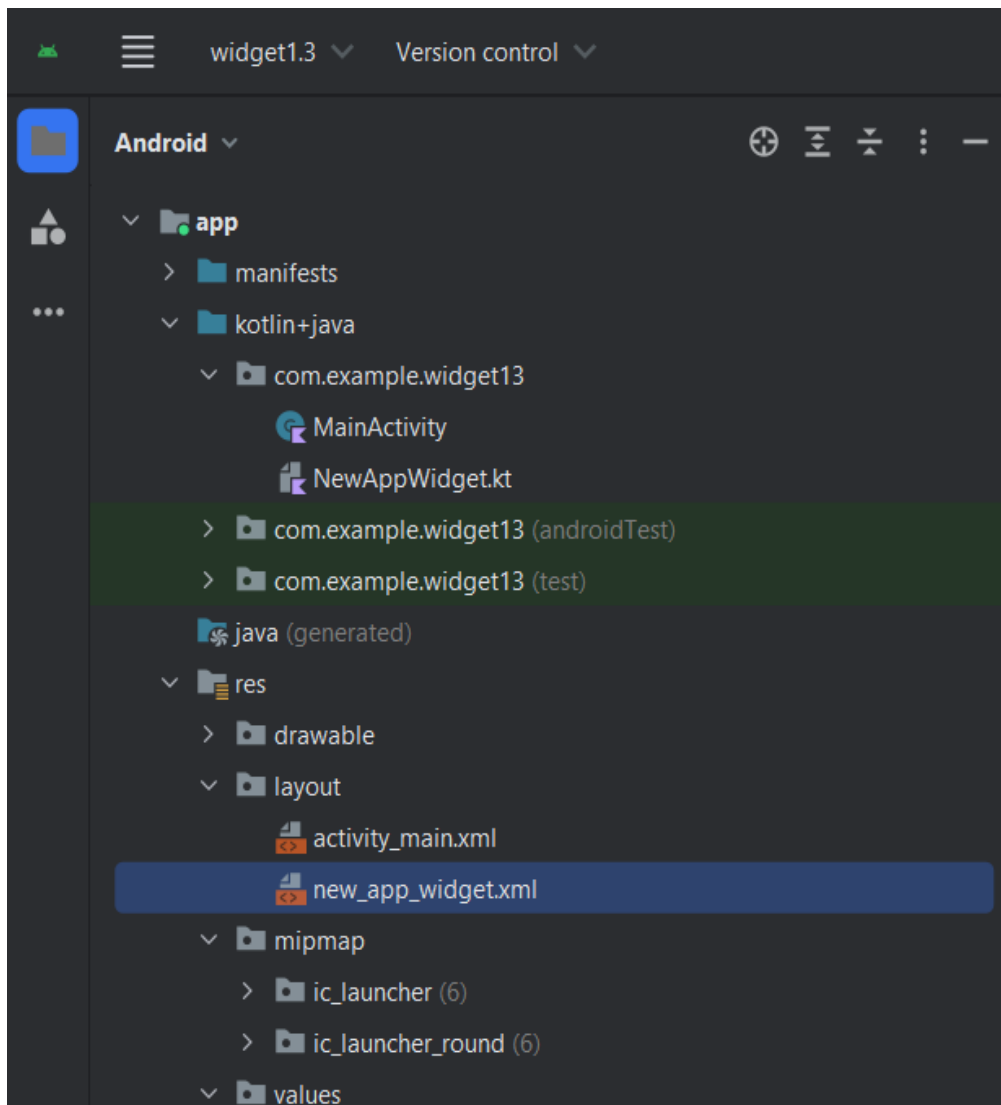 widget1.3 Version control
Android
app
manifests
kotlin+java
com.example.widget13
MainActivity
NewAppWidget.kt
com.example.widget13 (androidTest)
com.example.widget13 (test)
java (generated)
res
drawable
layout
activity_main.xml
new_app_widget.xml
mipmap
ic_launcher (6)
ic_launcher_round (6)
values